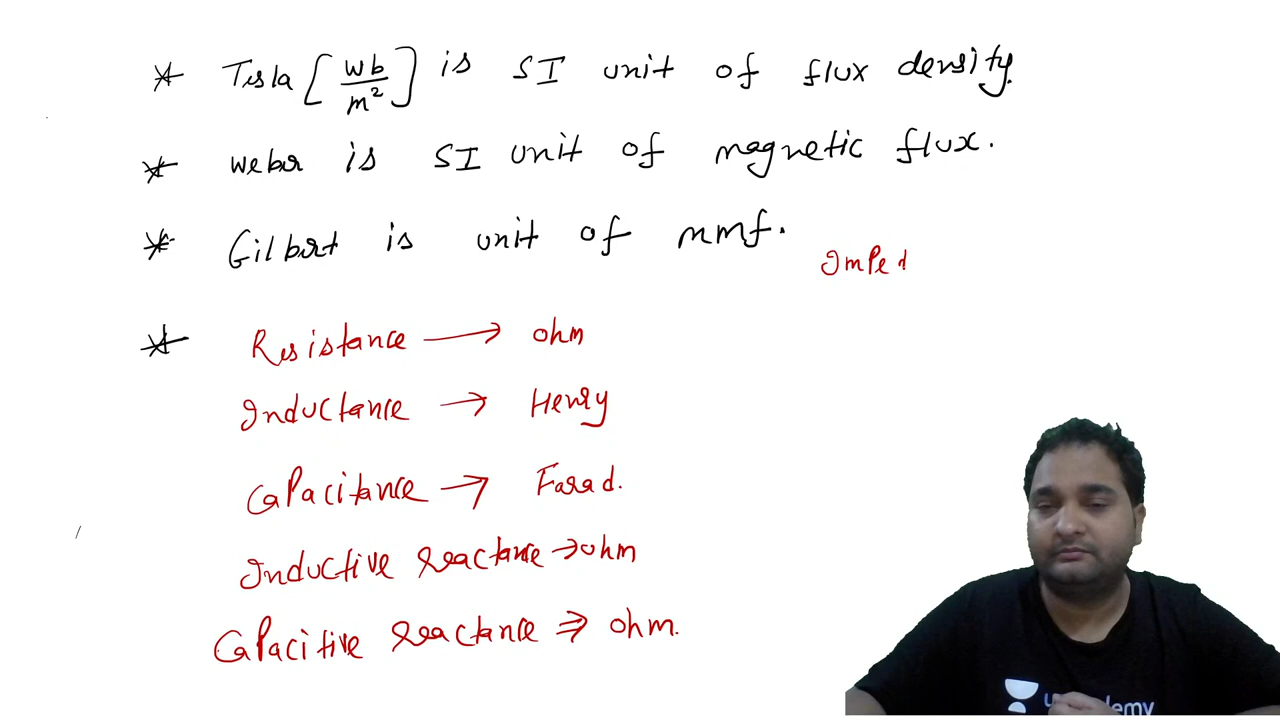 * Tesla [Wb/m²] is SI unit of flux density.
* weber is SI unit of magnetic flux.
* Gilbert is unit of mmf.
Imped
* Resistance → ohm
Inductance → Henry
Capacitance → Farad.
Inductive reactance → ohm
Capacitive reactance ⇒ ohm.